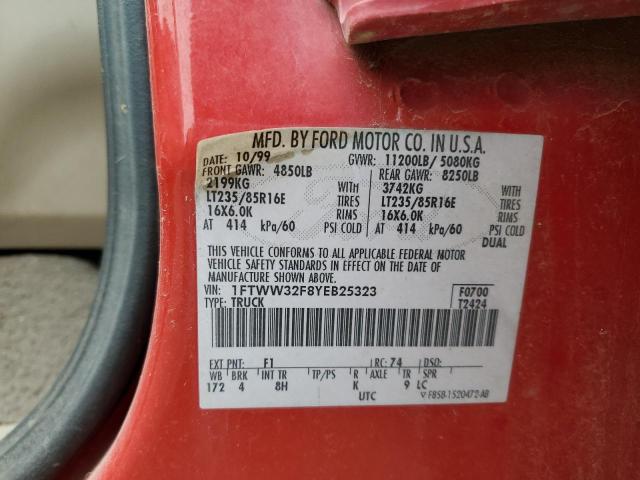 MFD. BY FORD MOTOR CO. IN U.S.A.
DATE: 10/99 GVWR: 11200LB/ 5080KG
FRONT GAWR: 4850LB REAR GAWR: 8250LB
2199KG WITH 3742KG WITH
LT235/85R16E TIRES LT235/85R16E TIRES
16X6.0K RIMS 16X6.0K RIMS
AT 414 kPa/60 PSI COLD AT 414 kPa/60 PSI COLD
DUAL
THIS VEHICLE CONFORMS TO ALL APPLICABLE FEDERAL MOTOR
VEHICLE SAFETY STANDARDS IN EFFECT ON THE DATE OF
MANUFACTURE SHOWN ABOVE.
VIN: 1FTWW32F8YEB25323 F0700
TYPE: TRUCK T2424
EXT PNT: F1 RC: 74 DSO:
WB BRK INT TR TP/PS R AXLE TR SPR
172 4 8H K 9 LC
UTC F85B-1520472-AB